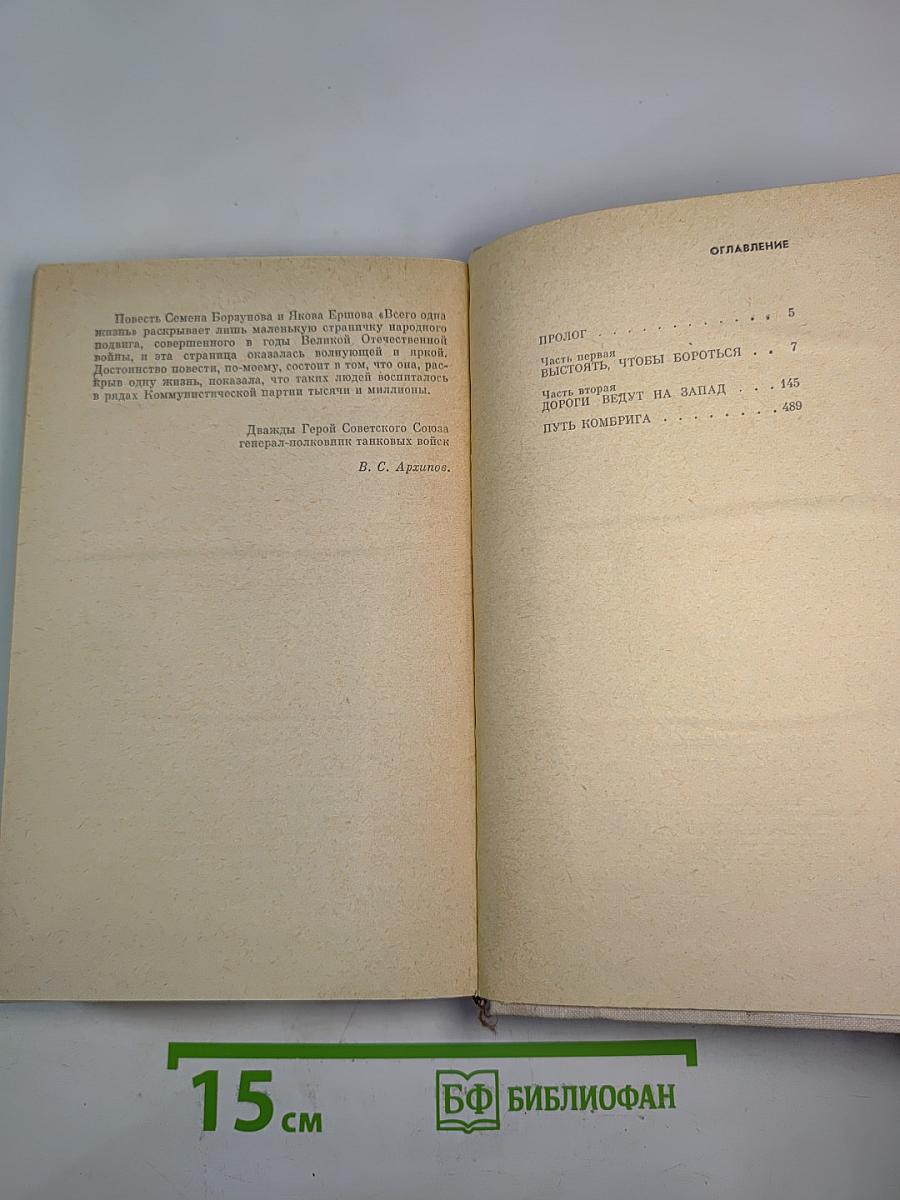 Повесть Семена Борзунова и Якова Ершова «Всего одна
жизнь» раскрывает лишь маленькую страничку народного
подвига, совершенного в годы Великой Отечественной
войны, и эта страница оказалась волнующей и яркой.
Достоинство повести, по-моему, состоит в том, что она, рас-
крыв одну жизнь, показала, что таких людей воспиталось
в рядах Коммунистической партии тысячи и миллионы.
Дважды Герой Советского Союза
генерал-полковник танковых войск
В. С. Архипов.
ОГЛАВЛЕНИЕ
ПРОЛОГ . . . . . . . . . . . . 5
Часть первая
ВЫСТОЯТЬ, ЧТОБЫ БОРОТЬСЯ . . 7
Часть вторая
ДОРОГИ ВЕДУТ НА ЗАПАД . . . 145
ПУТЬ КОМБРИГА . . . . . . . . 489
15 см
БФ БИБЛИОФАН